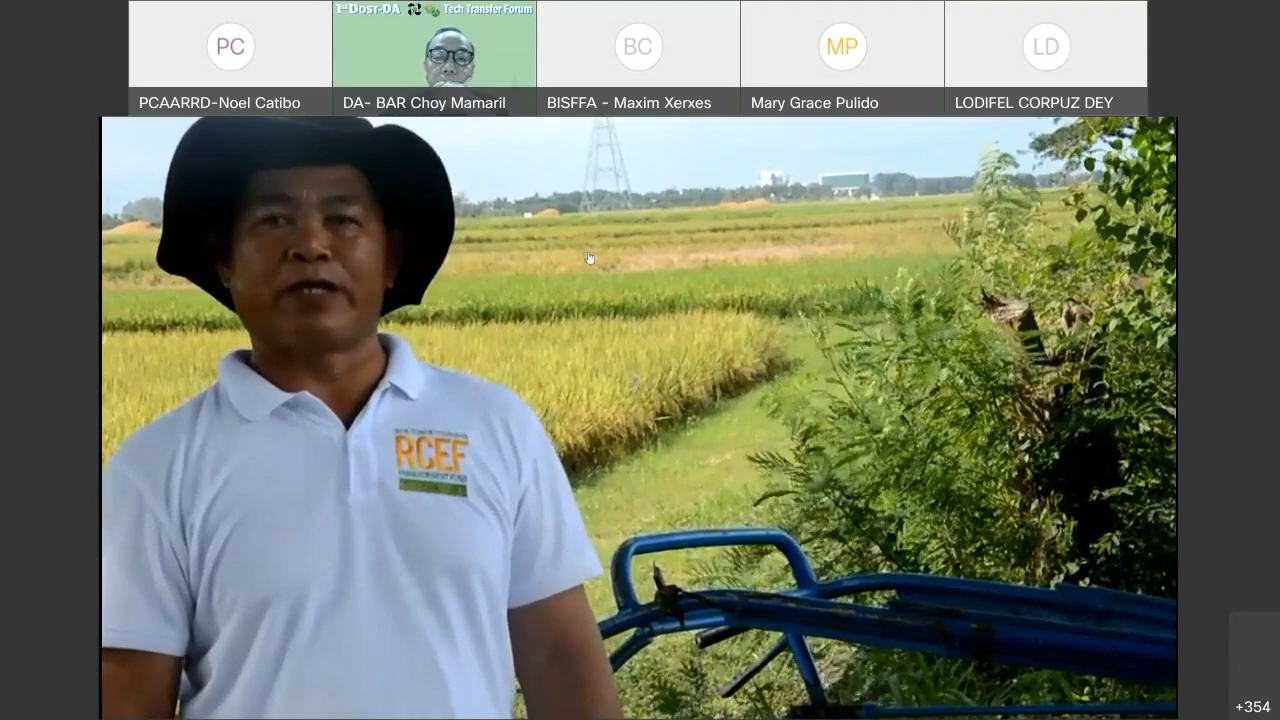 1st DOST-DA Tech Transfer Forum
PC
BC
MP
LD
PCAARRD-Noel Catibo
DA- BAR Choy Mamaril
BISFFA - Maxim Xerxes
Mary Grace Pulido
LODIFEL CORPUZ DEY
RCEF
+354